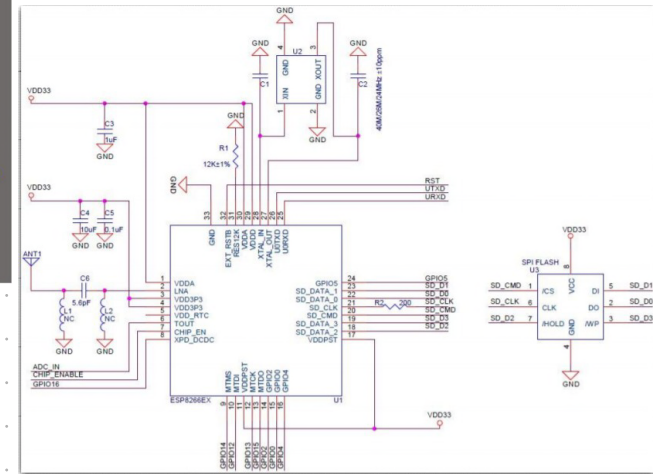 GND
4
3
GND
GND
GND
XOUT
U2
C1
XIN
GND
C2
1
2
GND
40M/26M/24MHz ±10ppm
VDD33
C3
1uF
GND
GND
R1
12K±1%
VDD33
C4
10uF
C5
0.1uF
GND
GND
RST
UTXD
URXD
33
32
31
30
29
28
27
26
25
GND
EXT_RSTB
RES12K
VDDA
VDDD
XTAL_IN
XTAL_OUT
U0TXD
U0RXD
ANT1
C6
5.6pF
L1
NC
L2
NC
GND
GND
1 VDDA
2 LNA
3 VDD3P3
4 VDD3P3
5 VDD_RTC
6 TOUT
7 CHIP_EN
8 XPD_DCDC
ADC_IN
CHIP_ENABLE
GPIO16
GPIO5 24 GPIO5
SD_DATA_1 23 SD_D1
SD_DATA_0 22 SD_D0
SD_CLK 21 R2 200 SD_CLK
SD_CMD 20 SD_CMD
SD_DATA_3 19 SD_D3
SD_DATA_2 18 SD_D2
VDDPST 17
MTMS
MTDI
VDDPST
MTCK
MTDO
GPIO2
GPIO0
GPIO4
ESP8266EX
U1
9
10
11
12
13
14
15
16
GPIO14
GPIO12
GPIO13
GPIO15
GPIO2
GPIO0
GPIO4
VDD33
VDD33
SPI FLASH
U3
8
VCC
SD_CMD 1 /CS DI 5 SD_D1
SD_CLK 6 CLK DO 2 SD_D0
SD_D2 7 /HOLD /WP 3 SD_D3
GND
4
GND